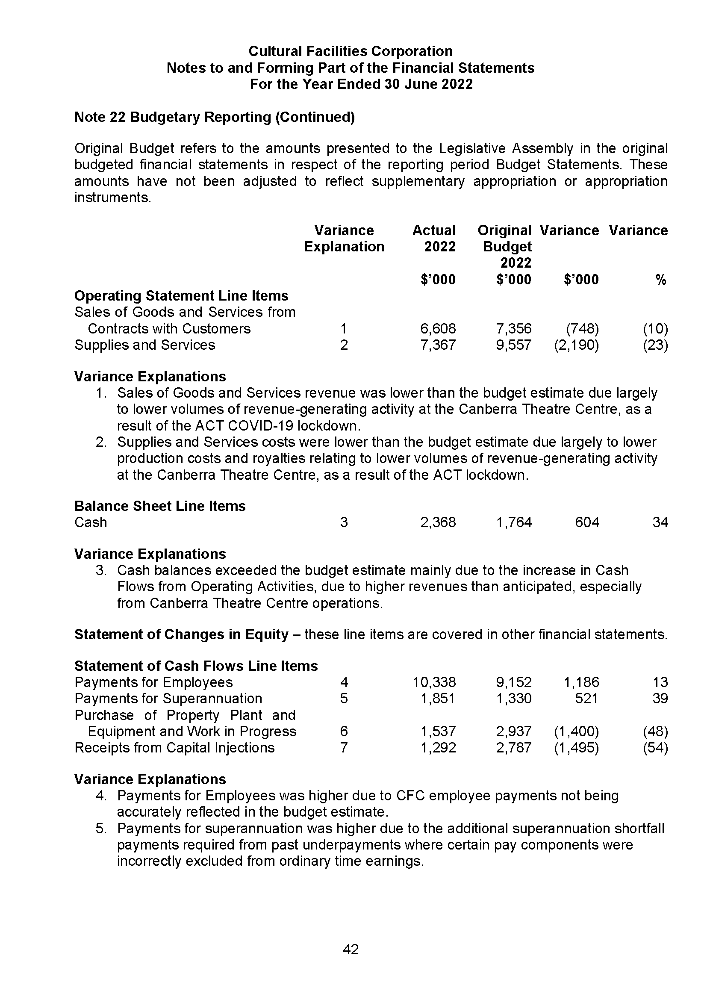 Cultural Facilities Corporation
Notes to and Forming Part of the Financial Statements
For the Year Ended 30 June 2022
Note 22 Budgetary Reporting (Continued)
Original Budget refers to the amounts presented to the Legislative Assembly in the original
budgeted financial statements in respect of the reporting period Budget Statements. These
amounts have not been adjusted to reflect supplementary appropriation or appropriation
instruments.
Variance Actual Original Variance Variance
Explanation 2022 Budget
2022
$’000 $’000 $’000 %
Operating Statement Line Items
Sales of Goods and Services from
Contracts with Customers 1 6,608 7,356 (748) (10)
Supplies and Services 2 7,367 9,557 (2,190) (23)
Variance Explanations
1. Sales of Goods and Services revenue was lower than the budget estimate due largely
to lower volumes of revenue-generating activity at the Canberra Theatre Centre, as a
result of the ACT COVID-19 lockdown.
2. Supplies and Services costs were lower than the budget estimate due largely to lower
production costs and royalties relating to lower volumes of revenue-generating activity
at the Canberra Theatre Centre, as a result of the ACT lockdown.
Balance Sheet Line Items
Cash 3 2,368 1,764 604 34
Variance Explanations
3. Cash balances exceeded the budget estimate mainly due to the increase in Cash
Flows from Operating Activities, due to higher revenues than anticipated, especially
from Canberra Theatre Centre operations.
Statement of Changes in Equity – these line items are covered in other financial statements.
Statement of Cash Flows Line Items
Payments for Employees 4 10,338 9,152 1,186 13
Payments for Superannuation 5 1,851 1,330 521 39
Purchase of Property Plant and
Equipment and Work in Progress 6 1,537 2,937 (1,400) (48)
Receipts from Capital Injections 7 1,292 2,787 (1,495) (54)
Variance Explanations
4. Payments for Employees was higher due to CFC employee payments not being
accurately reflected in the budget estimate.
5. Payments for superannuation was higher due to the additional superannuation shortfall
payments required from past underpayments where certain pay components were
incorrectly excluded from ordinary time earnings.
42